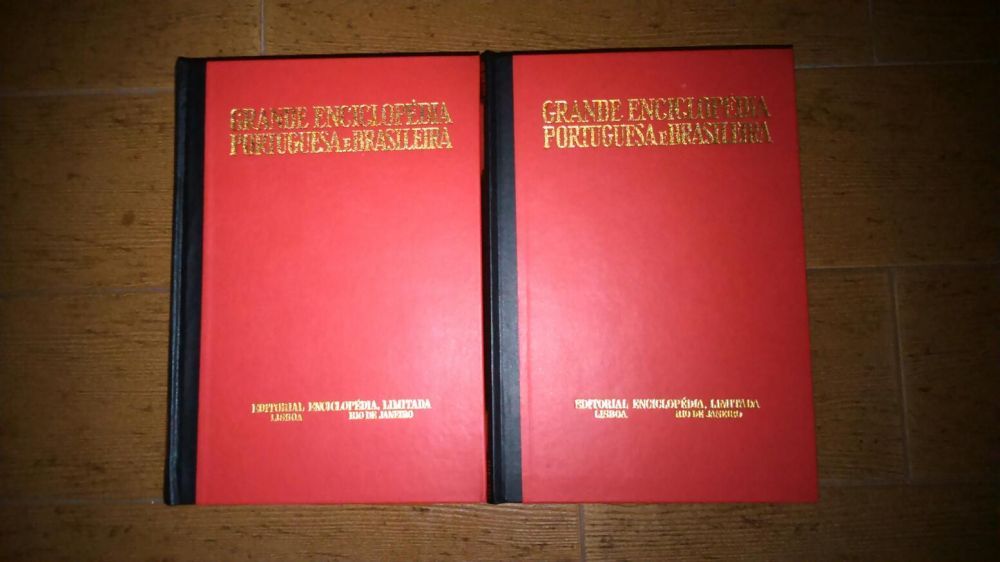 GRANDE ENCICLOPÉDIA
PORTUGUESA E BRASILEIRA
EDITORIAL ENCICLOPÉDIA, LIMITADA
LISBOA RIO DE JANEIRO
GRANDE ENCICLOPÉDIA
PORTUGUESA E BRASILEIRA
EDITORIAL ENCICLOPÉDIA, LIMITADA
LISBOA RIO DE JANEIRO